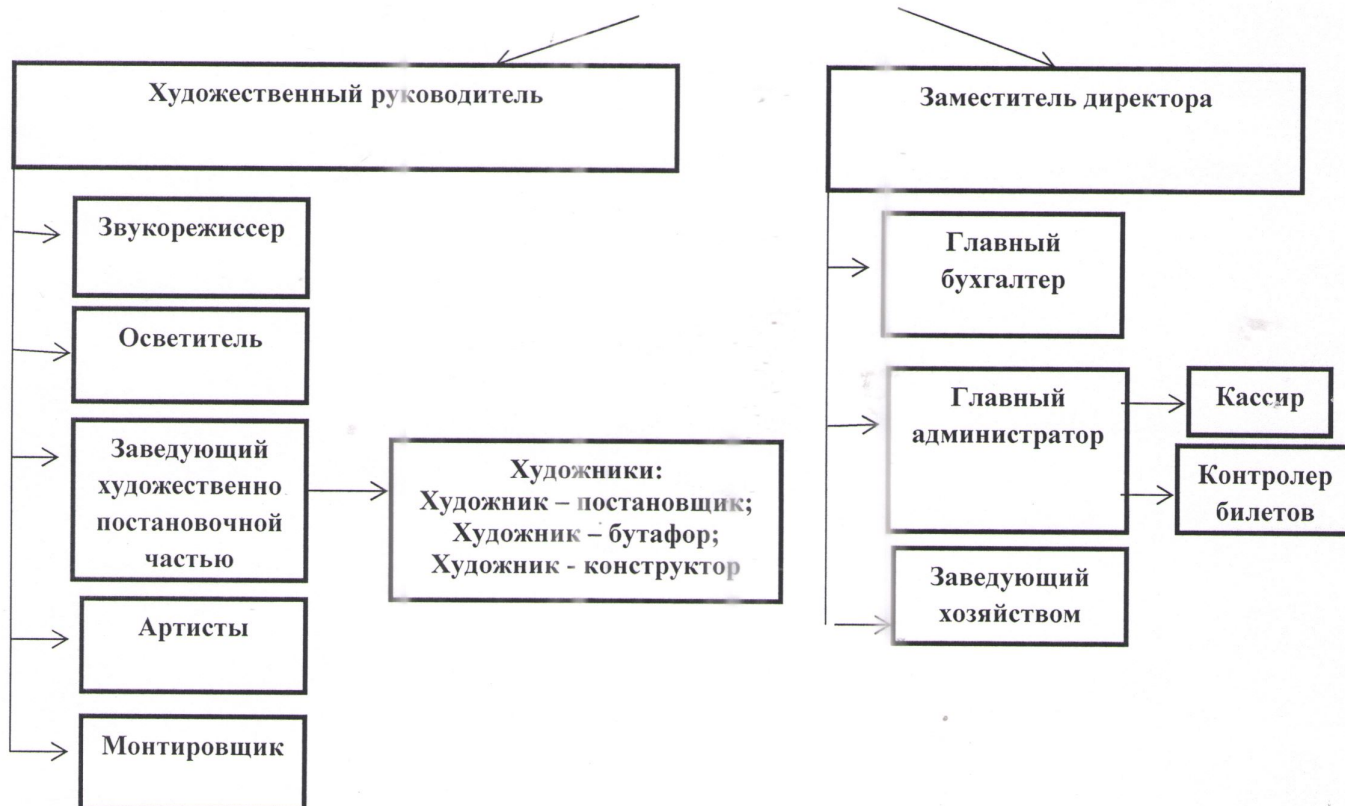 Художественный руководитель
Звукорежиссер
Осветитель
Заведующий
художественно
постановочной
частью
Художники:
Художник – постановщик;
Художник – бутафор;
Художник - конструктор
Артисты
Монтировщик
Заместитель директора
Главный
бухгалтер
Главный
администратор
Кассир
Контролер
билетов
Заведующий
хозяйством